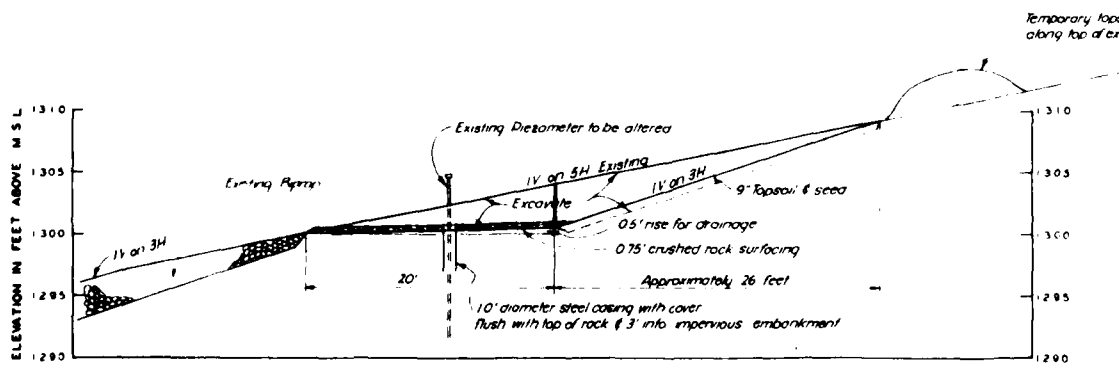 Temporary tops
along top of ex
ELEVATION IN FEET ABOVE M S L
1310
1305
1300
1295
1290
Existing Riprap
Existing Piezometer to be altered
1V on 5H Existing
1V on 3H
Excavate
9" Topsoil & seed
0.5' rise for drainage
0.75' crushed rock surfacing
1V on 3H
20'
Approximately 26 feet
1.0' diameter steel casing with cover
flush with top of rock & 3' into impervious embankment
1310
1305
1300
1295
1290